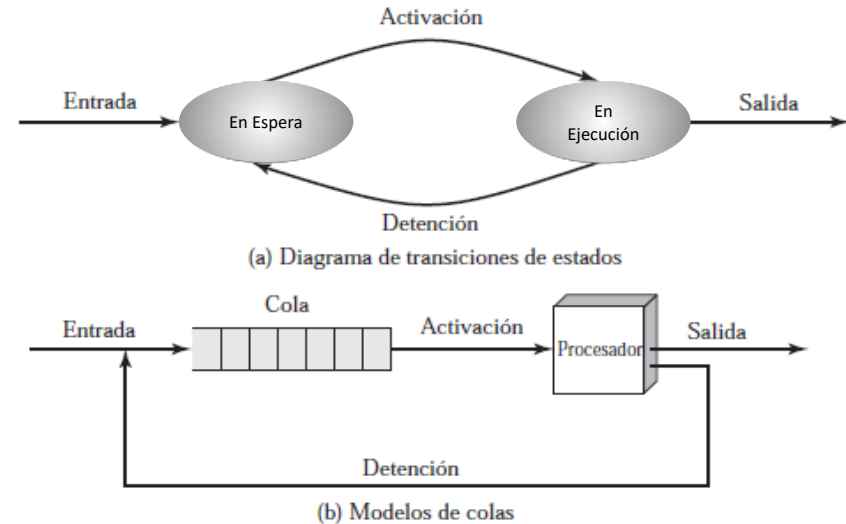 Activación
Entrada
En Espera
En
Ejecución
Salida
Detención
(a) Diagrama de transiciones de estados
Cola
Entrada
Activación
Procesador
Salida
Detención
(b) Modelos de colas